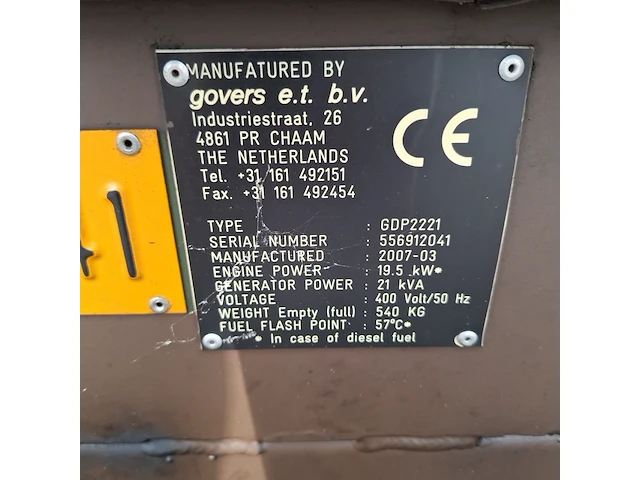 MANUFATURED BY
govers e.t. b.v.
Industriestraat, 26
4861 PR CHAAM
THE NETHERLANDS
Tel. +31 161 492151
Fax. +31 161 492454
CE
TYPE : GDP2221
SERIAL NUMBER : 556912041
MANUFACTURED : 2007-03
ENGINE POWER : 19.5 kW*
GENERATOR POWER : 21 kVA
VOLTAGE : 400 Volt/50 Hz
WEIGHT Empty (full) : 540 KG
FUEL FLASH POINT : 57°C*
* In case of diesel fuel